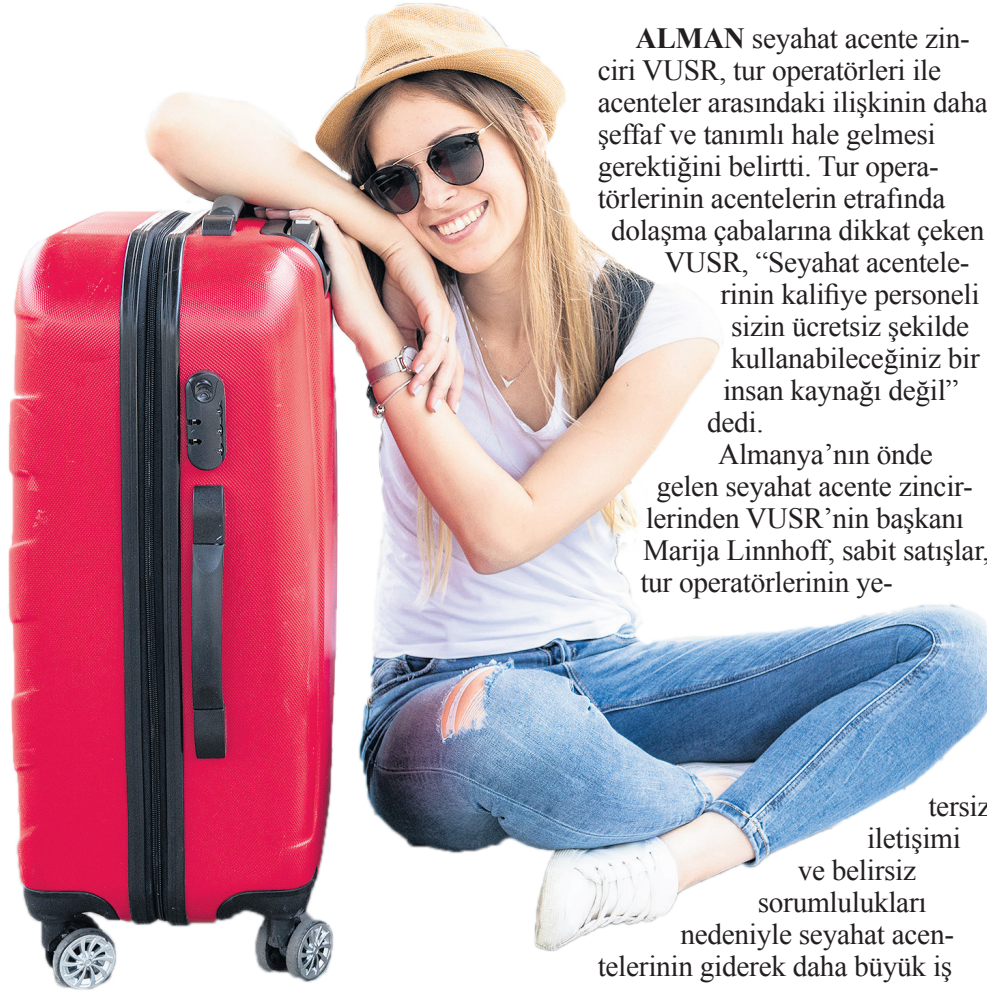 ALMAN seyahat acente zin-
ciri VUSR, tur operatörleri ile
acenteler arasındaki ilişkinin daha
şeffaf ve tanımlı hale gelmesi
gerektiğini belirtti. Tur opera-
törlerinin acentelerin etrafında
dolaşma çabalarına dikkat çeken
VUSR, “Seyahat acentele-
rinin kalifiye personeli
sizin ücretsiz şekilde
kullanabileceğiniz bir
insan kaynağı değil”
dedi.
Almanya’nın önde
gelen seyahat acente zincir-
lerinden VUSR’nin başkanı
Marija Linnhoff, sabit satışlar,
tur operatörlerinin ye-
tersiz
iletişimi
ve belirsiz
sorumlulukları
nedeniyle seyahat acen-
telerinin giderek daha büyük iş